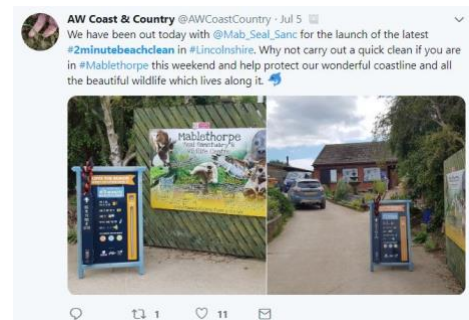 AW Coast & Country @AWCoastCountry · Jul 5
We have been out today with @Mab_Seal_Sanc for the launch of the latest
#2minutebeachclean in #Lincolnshire. Why not carry out a quick clean if you are
in #Mablethorpe this weekend and help protect our wonderful coastline and all
the beautiful wildlife which lives along it.
Mablethorpe
Seal Sanctuary &
Wildlife Centre
1
11